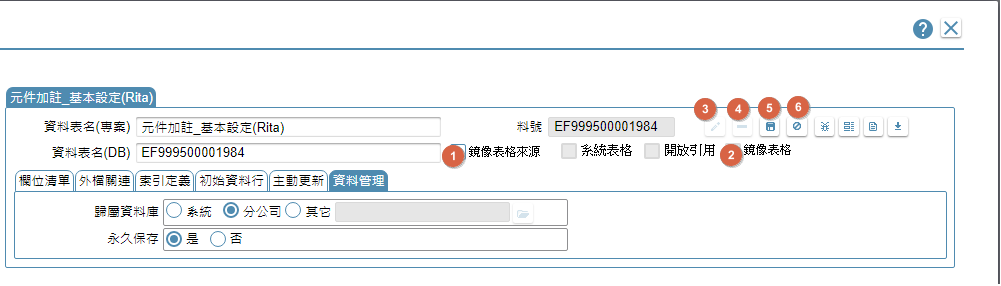 ?
元件加註_基本設定(Rita)
資料表名(專案) 元件加註_基本設定(Rita) 料號 EF999500001984 3 4 5 6
資料表名(DB) EF999500001984 1 鏡像表格來源 系統表格 開放引用 2 鏡像表格
欄位清單 外檔關連 索引定義 初始資料行 主動更新 資料管理
歸屬資料庫 系統 分公司 其它
永久保存 是 否